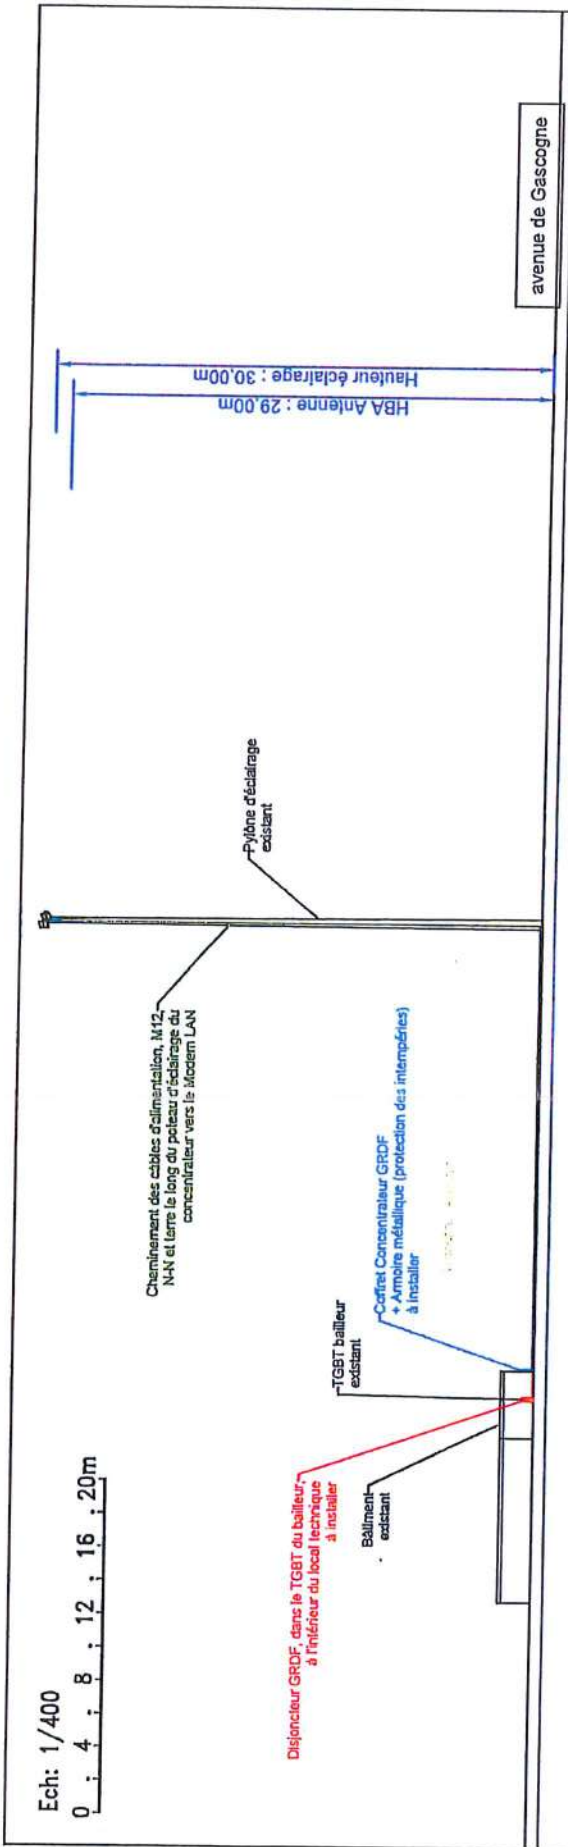 Ech: 1/400
0 . 4 . 8 . 12 . 16 . 20m
Cheminement des câbles d'alimentation, M12,
N-N et terre le long du poteau d'éclairage du
concentrateur vers le Modem LAN
Pylône d'éclairage
existant
HBA Antenne : 29,00m
Hauteur éclairage : 30,00m
Disjoncteur GRDF, dans le TGBT du bailleur,
à l'intérieur du local technique
à installer
TGBT bailleur
existant
Bâtiment
existant
Coffret Concentrateur GRDF
+ Armoire métallique (protection des intempéries)
à installer
avenue de Gascogne